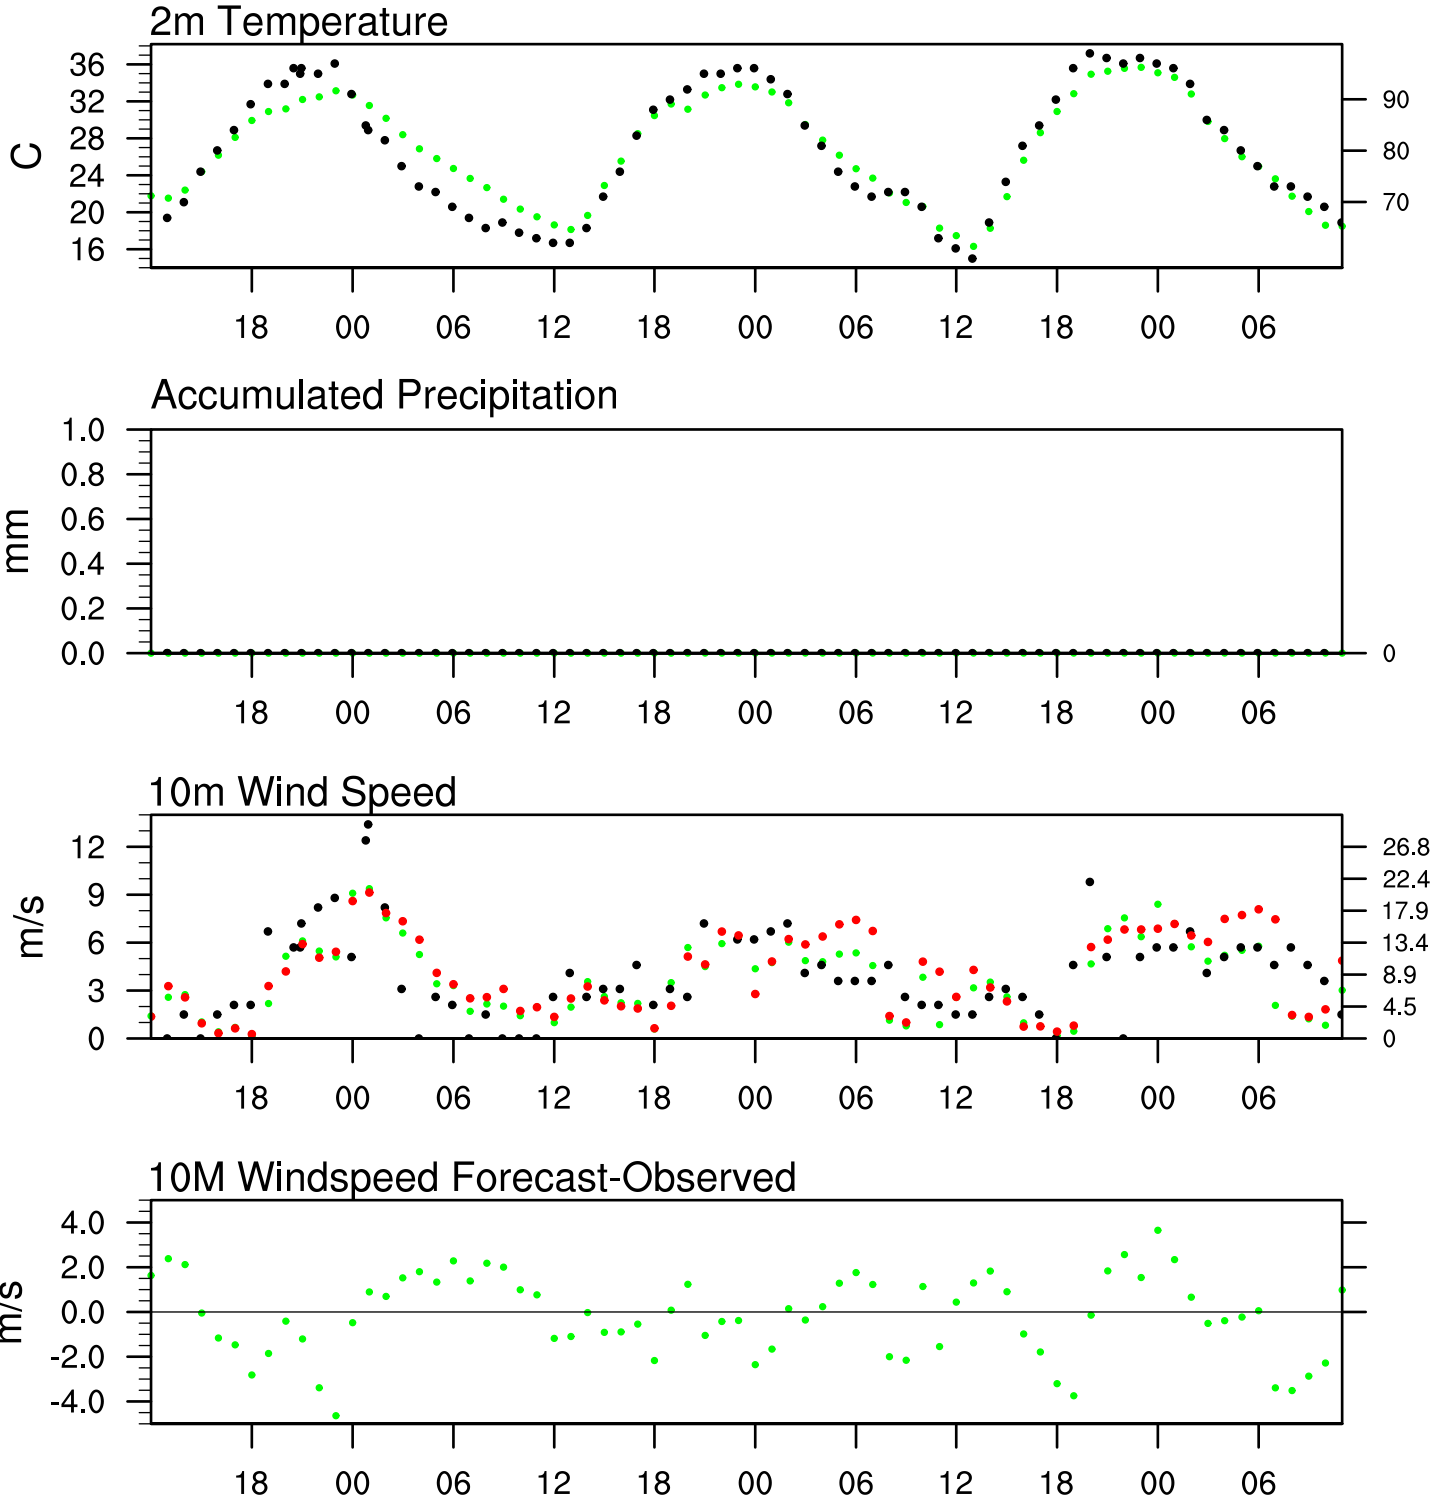 2m Temperature
36
32
28
24
20
16
C
90
80
70
18 00 06 12 18 00 06 12 18 00 06
Accumulated Precipitation
1.0
0.8
0.6
0.4
0.2
0.0
mm
0
18 00 06 12 18 00 06 12 18 00 06
10m Wind Speed
12
9
6
3
0
m/s
26.8
22.4
17.9
13.4
8.9
4.5
0
18 00 06 12 18 00 06 12 18 00 06
10M Windspeed Forecast-Observed
4.0
2.0
0.0
-2.0
-4.0
m/s
18 00 06 12 18 00 06 12 18 00 06